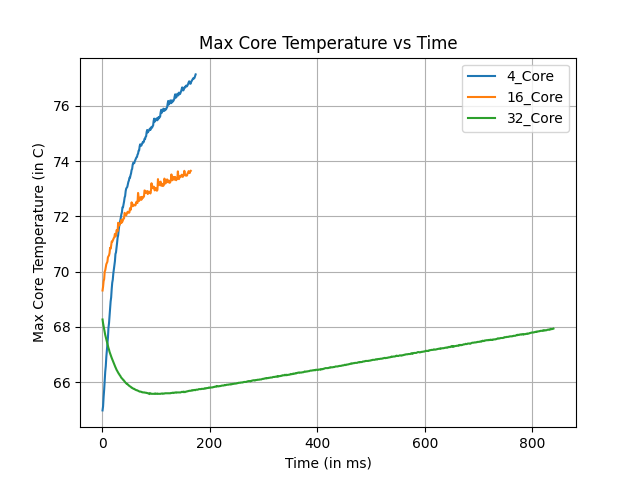 Max Core Temperature vs Time
4_Core
16_Core
32_Core
Max Core Temperature (in C)
76
74
72
70
68
66
0 200 400 600 800
Time (in ms)